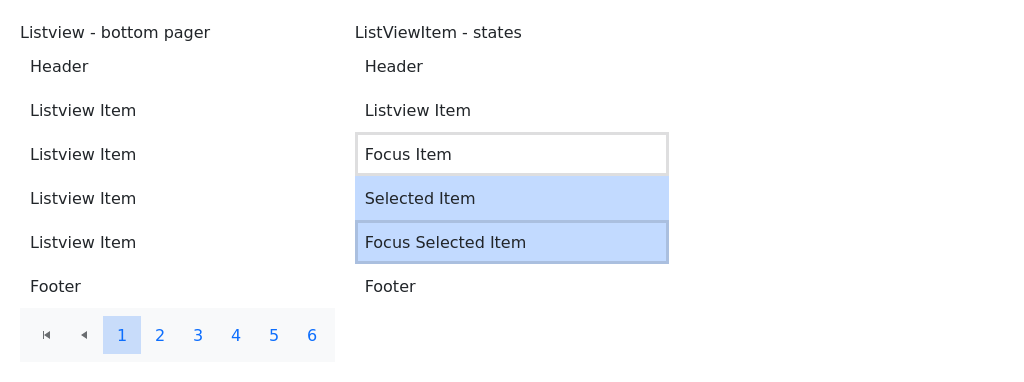 Listview - bottom pager
Header
Listview Item
Listview Item
Listview Item
Listview Item
Footer
1 2 3 4 5 6
ListViewItem - states
Header
Listview Item
Focus Item
Selected Item
Focus Selected Item
Footer